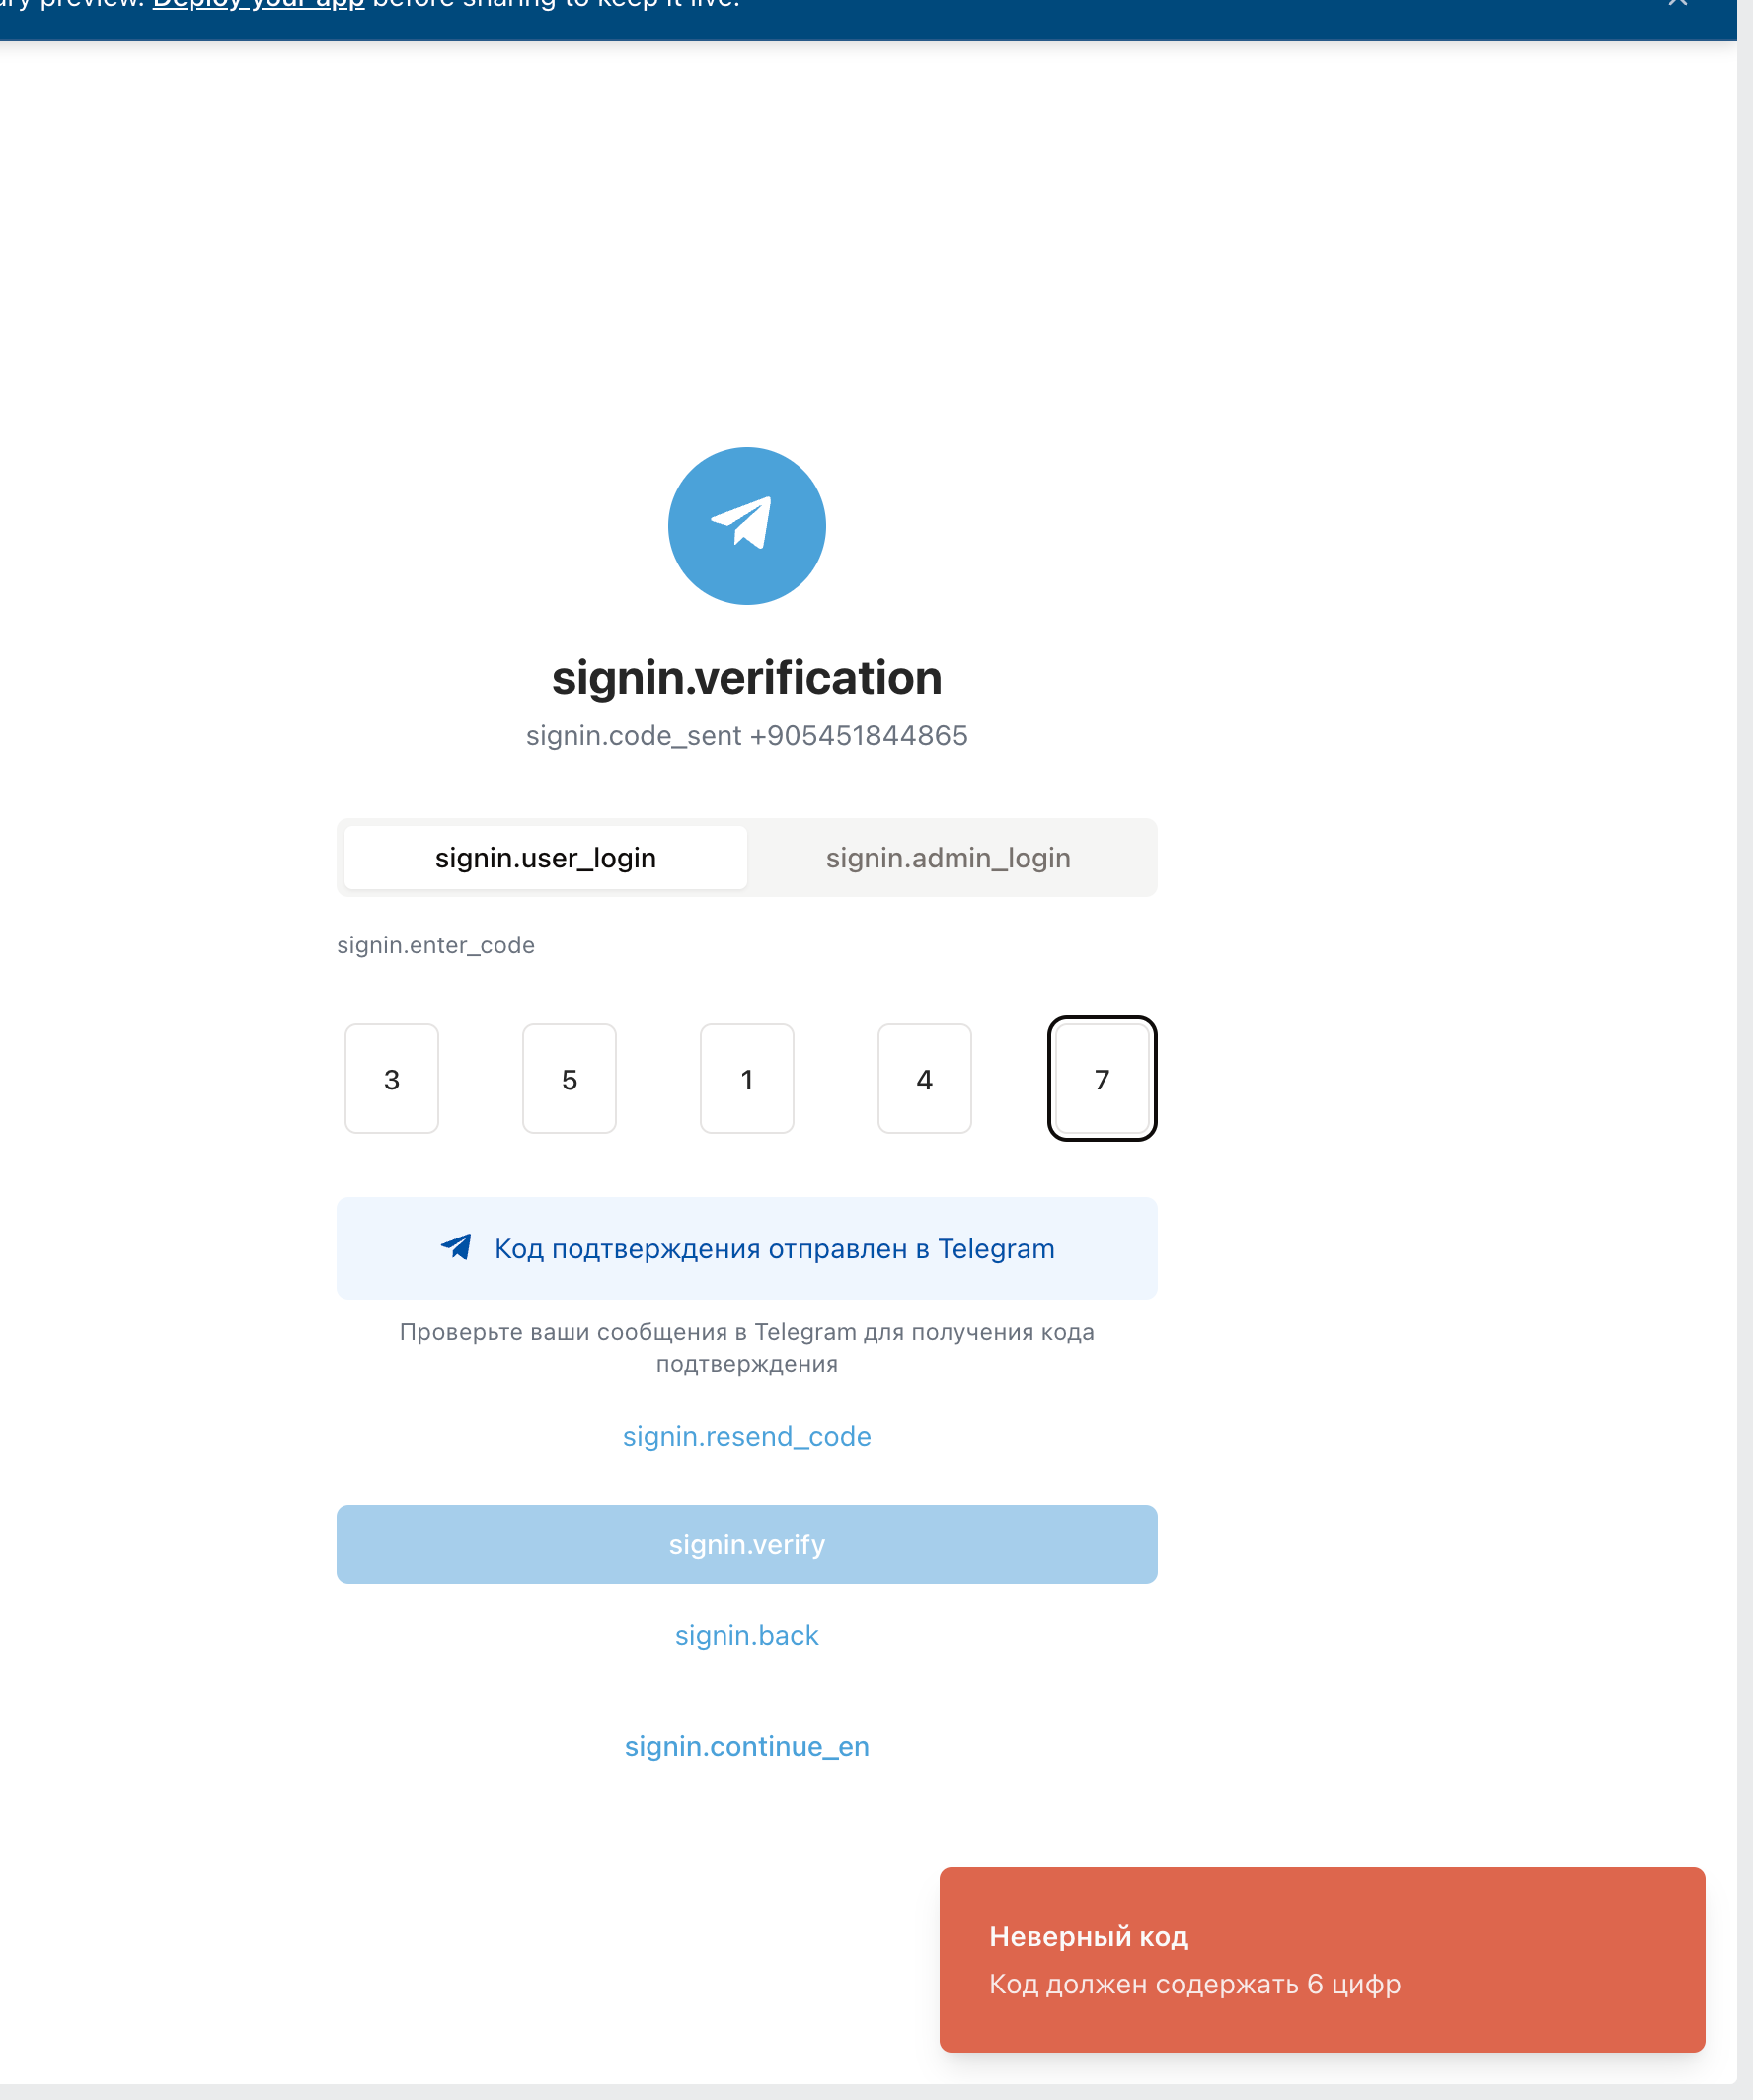 preview. Deploy your app before sharing to keep it live.
signin.verification
signin.code_sent +905451844865
signin.user_login
signin.admin_login
signin.enter_code
3 5 1 4 7
Код подтверждения отправлен в Telegram
Проверьте ваши сообщения в Telegram для получения кода
подтверждения
signin.resend_code
signin.verify
signin.back
signin.continue_en
Неверный код
Код должен содержать 6 цифр